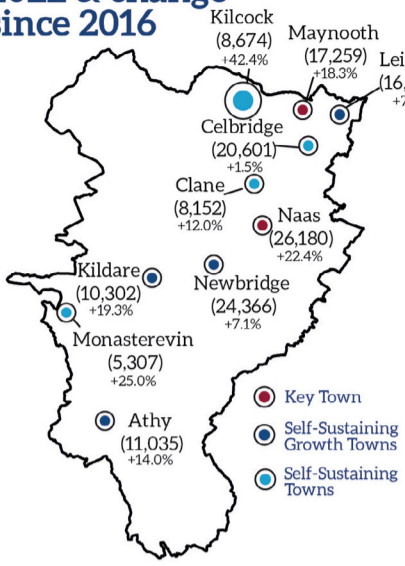 & change
since 2016
Kilcock
(8,674)
+42.4%
Maynooth
(17,259)
+18.3%
Celbridge
(20,601)
+1.5%
Clane
(8,152)
+12.0%
Naas
(26,180)
+22.4%
Kildare
(10,302)
+19.3%
Newbridge
(24,366)
+7.1%
Monasterevin
(5,307)
+25.0%
Athy
(11,035)
+14.0%
Key Town
Self-Sustaining
Growth Towns
Self-Sustaining
Towns